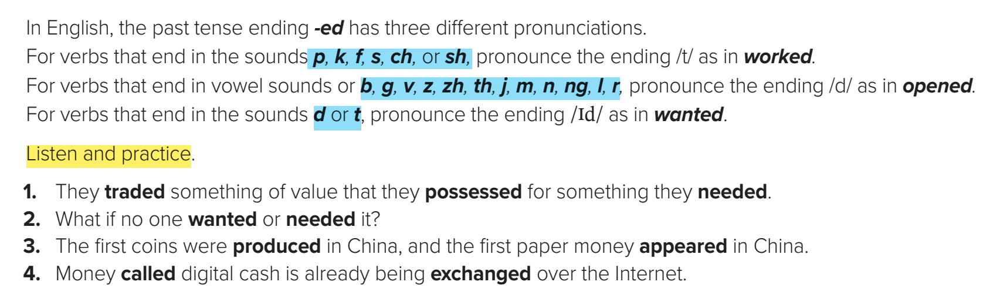 In English, the past tense ending -ed has three different pronunciations.
For verbs that end in the sounds p, k, f, s, ch, or sh, pronounce the ending /t/ as in worked.
For verbs that end in vowel sounds or b, g, v, z, zh, th, j, m, n, ng, l, r, pronounce the ending /d/ as in opened.
For verbs that end in the sounds d or t, pronounce the ending /Id/ as in wanted.
Listen and practice.
1. They traded something of value that they possessed for something they needed.
2. What if no one wanted or needed it?
3. The first coins were produced in China, and the first paper money appeared in China.
4. Money called digital cash is already being exchanged over the Internet.